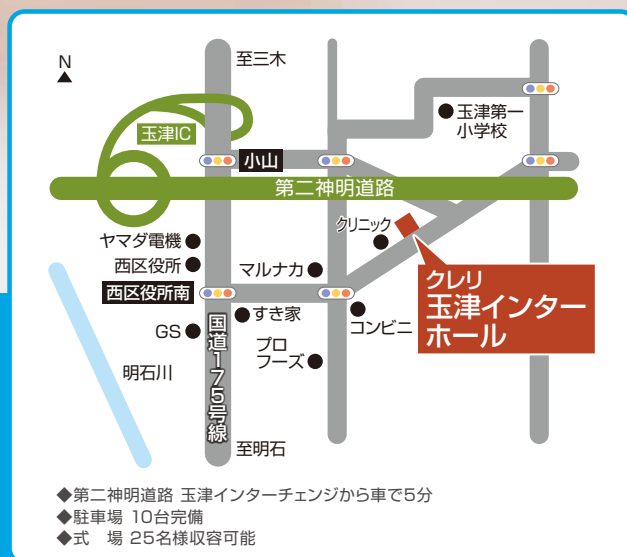 N
至三木
玉津IC
玉津第一
小学校
小山
第二神明道路
クリニック
ヤマダ電機
西区役所
マルナカ
クレリ
玉津インター
ホール
西区役所南
すき家
コンビニ
GS
国道175号線
プロ
フーズ
明石川
至明石
◆第二神明道路 玉津インターチェンジから車で5分
◆駐車場 10台完備
◆式　場 25名様収容可能